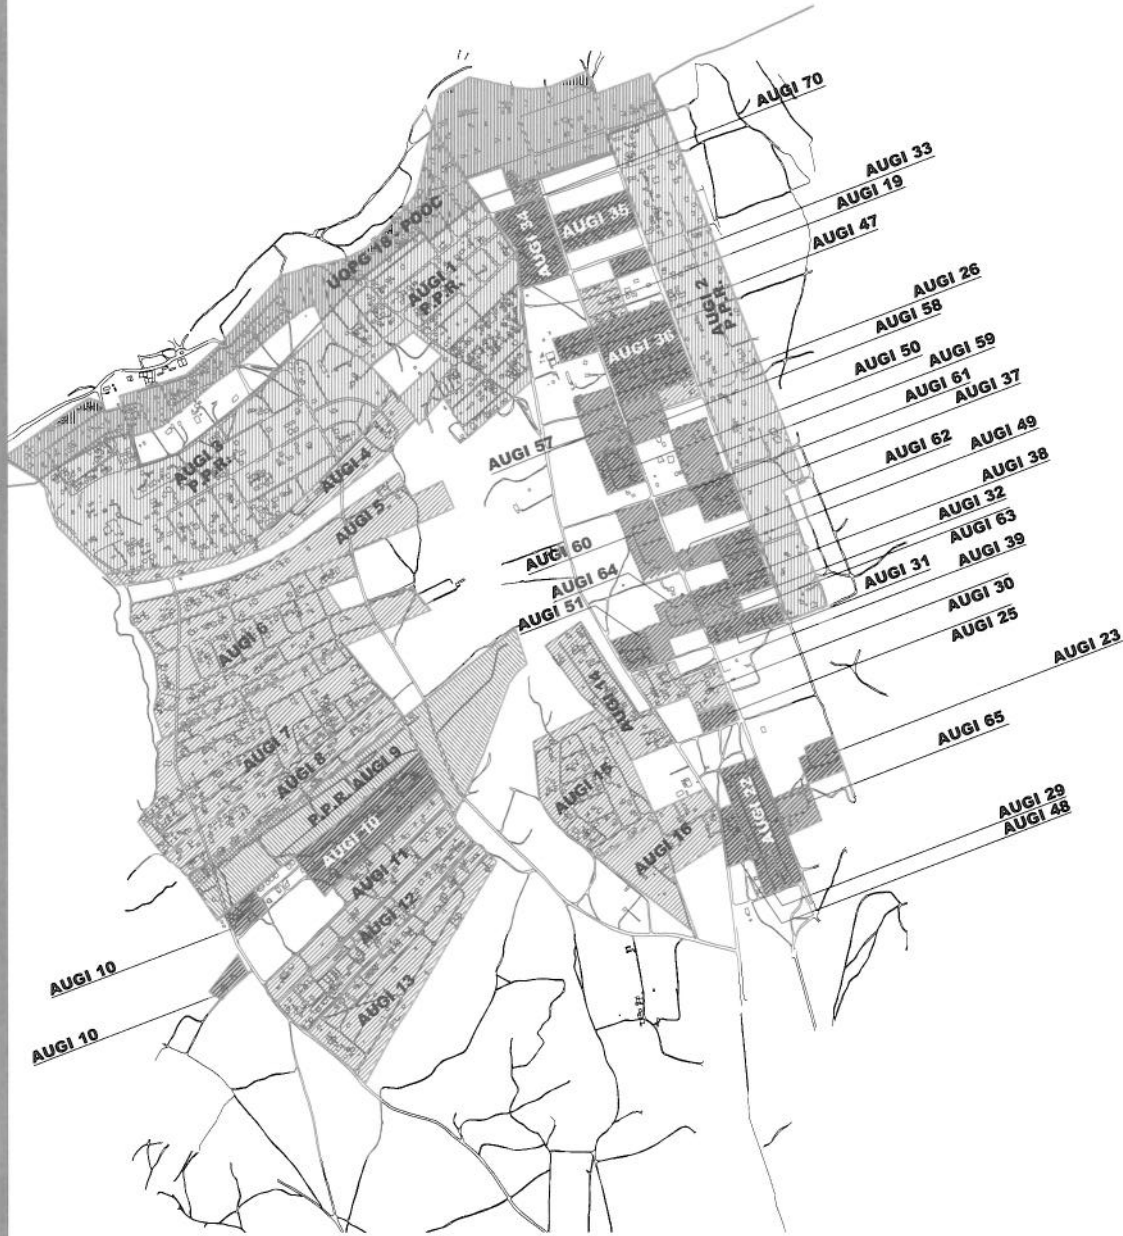 AUGI 70
AUGI 33
AUGI 19
AUGI 47
AUGI 35
AUGI 34
UOPG "18"- POOC
AUGI 1
P.P.R.
AUGI 2
P.P.R.
AUGI 26
AUGI 58
AUGI 36
AUGI 50
AUGI 59
AUGI 61
AUGI 37
AUGI 57
AUGI 62
AUGI 49
AUGI 38
AUGI 3
P.P.R.
AUGI 4
AUGI 5
AUGI 32
AUGI 63
AUGI 39
AUGI 60
AUGI 64
AUGI 51
AUGI 31
AUGI 30
AUGI 25
AUGI 6
AUGI 14
AUGI 23
AUGI 7
AUGI 8
P.P.R. AUGI 9
AUGI 65
AUGI 15
AUGI 10
AUGI 22
AUGI 16
AUGI 29
AUGI 48
AUGI 11
AUGI 12
AUGI 13
AUGI 10
AUGI 10